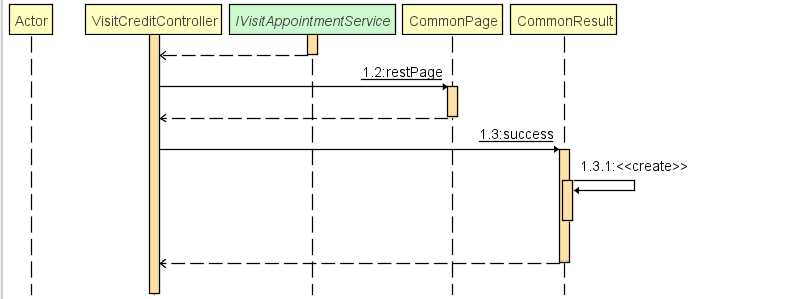 Actor
VisitCreditController
IVisitAppointmentService
CommonPage
CommonResult
1.2:restPage
1.3:success
1.3.1:<<create>>